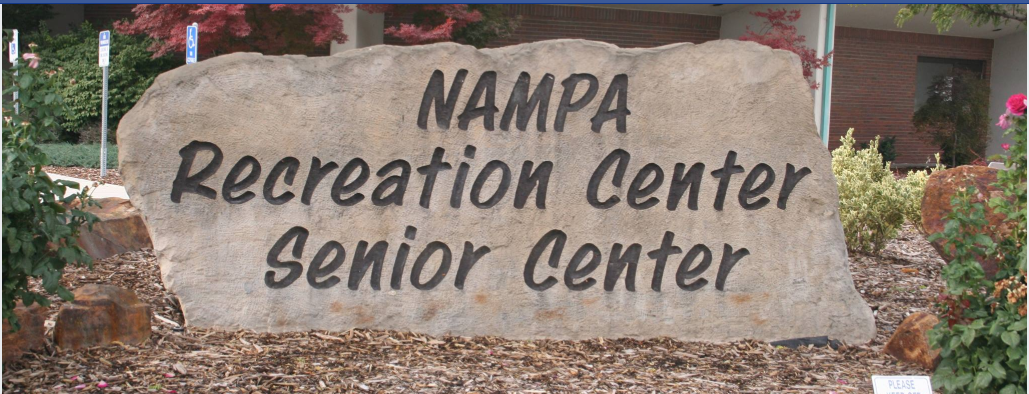 NAMPA
Recreation Center
Senior Center
PLEASE